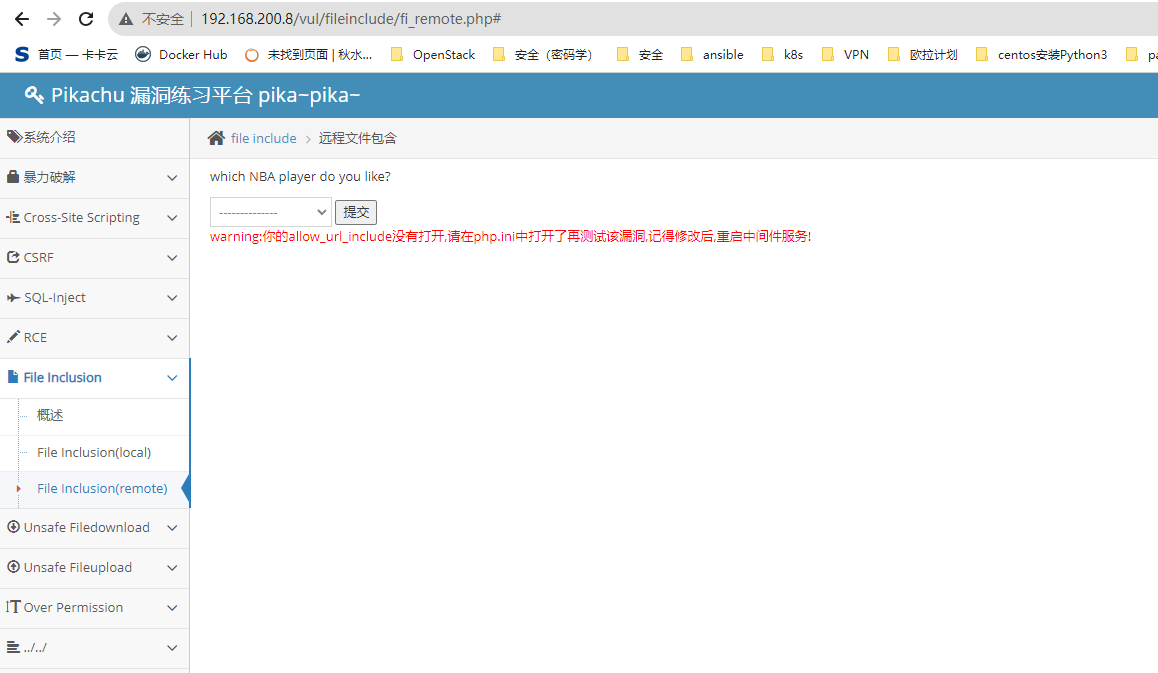 不安全 192.168.200.8/vul/fileinclude/fi_remote.php#
S 首页 — 卡卡云 Docker Hub 未找到页面 | 秋水... OpenStack 安全（密码学） 安全 ansible k8s VPN 欧拉计划 centos安装Python3 pa
Pikachu 漏洞练习平台 pika~pika~
系统介绍
暴力破解
Cross-Site Scripting
CSRF
SQL-Inject
RCE
File Inclusion
概述
File Inclusion(local)
File Inclusion(remote)
Unsafe Filedownload
Unsafe Fileupload
Over Permission
../../
file include > 远程文件包含
which NBA player do you like?
-------------- 提交
warning:你的allow_url_include没有打开,请在php.ini中打开了再测试该漏洞,记得修改后,重启中间件服务!